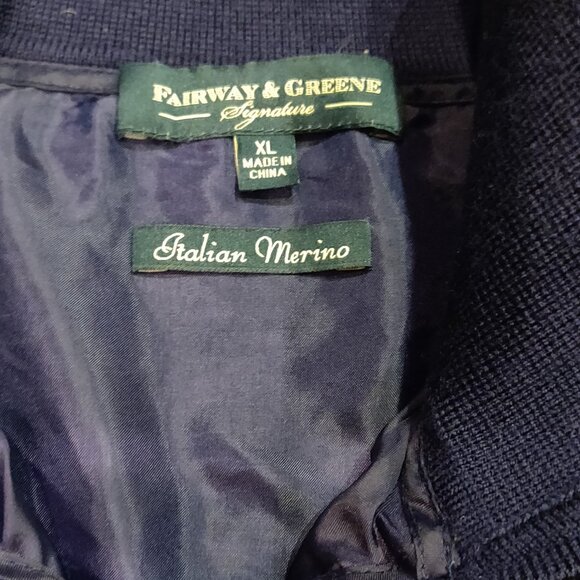 FAIRWAY & GREENE
Signature
XL
MADE IN
CHINA
Italian Merino